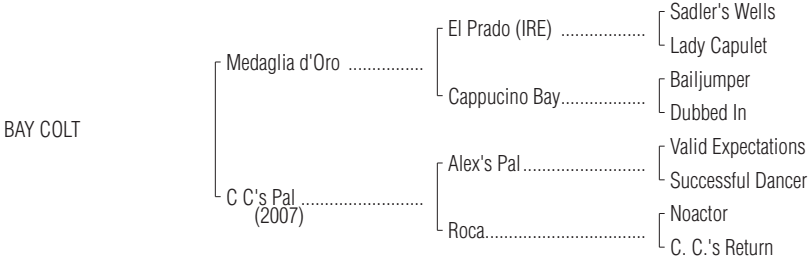 Sadler's Wells
El Prado (IRE) ..................
Lady Capulet
Medaglia d'Oro ................
Bailjumper
Cappucino Bay..................
Dubbed In
BAY COLT
Valid Expectations
Alex's Pal..........................
Successful Dancer
C C's Pal ..........................
(2007)
Noactor
Roca..................................
C. C.'s Return